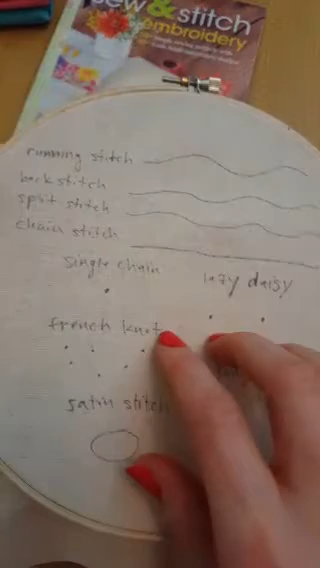 sew & stitch
embroidery
running stitch
back stitch
split stitch
chain stitch
single chain
lazy daisy
french knot
satin stitch